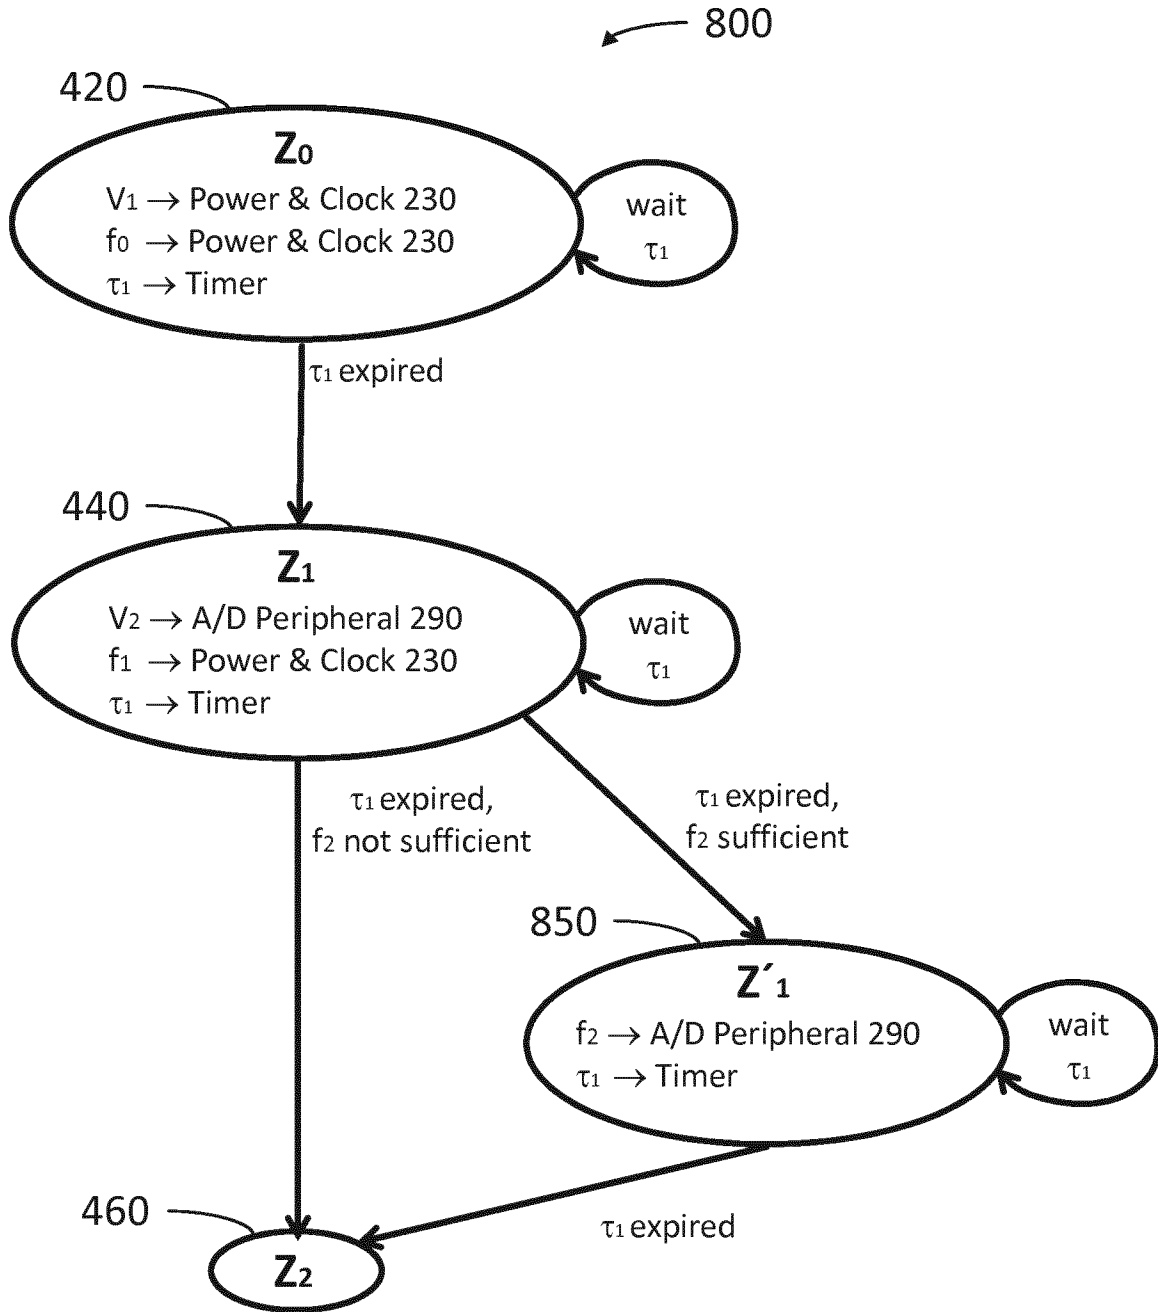 800
420
Z0
V1 → Power & Clock 230
f0 → Power & Clock 230
τ1 → Timer
wait
τ1
τ1 expired
440
Z1
V2 → A/D Peripheral 290
f1 → Power & Clock 230
τ1 → Timer
wait
τ1
τ1 expired,
f2 not sufficient
τ1 expired,
f2 sufficient
850
Z´1
f2 → A/D Peripheral 290
τ1 → Timer
wait
τ1
460
τ1 expired
Z2